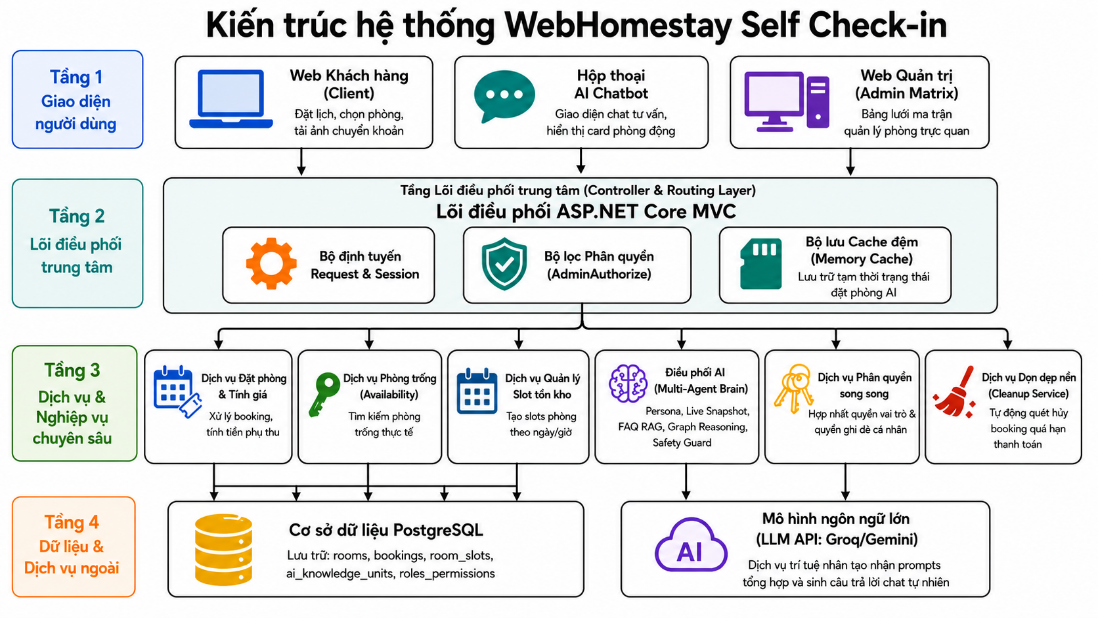 Kiến trúc hệ thống WebHomestay Self Check-in
Tầng 1
Giao diện
người dùng
Web Khách hàng
(Client)
Đặt lịch, chọn phòng,
tải ảnh chuyển khoản
Hộp thoại
AI Chatbot
Giao diện chat tư vấn,
hiển thị card phòng động
Web Quản trị
(Admin Matrix)
Bảng lưới ma trận
quản lý phòng trực quan
Tầng 2
Lõi điều phối
trung tâm
Tầng Lõi điều phối trung tâm (Controller & Routing Layer)
Lõi điều phối ASP.NET Core MVC
Bộ định tuyến
Request & Session
Bộ lọc Phân quyền
(AdminAuthorize)
Bộ lưu Cache đệm
(Memory Cache)
Lưu trữ tạm thời trạng thái
đặt phòng AI
Tầng 3
Dịch vụ &
Nghiệp vụ
chuyên sâu
Dịch vụ Đặt phòng
& Tính giá
Xử lý booking,
tính tiền phụ thu
Dịch vụ Phòng trống
(Availability)
Tìm kiếm phòng
trống thực tế
Dịch vụ Quản lý
Slot tồn kho
Tạo slots phòng
theo ngày/giờ
Điều phối AI
(Multi-Agent Brain)
Persona, Live Snapshot,
FAQ RAG, Graph Reasoning,
Safety Guard
Dịch vụ Phân quyền
song song
Hợp nhất quyền vai trò &
quyền ghi dè cá nhân
Dịch vụ Dọn dẹp nền
(Cleanup Service)
Tự động quét hủy
booking quá hạn
thanh toán
Tầng 4
Dữ liệu &
Dịch vụ ngoài
Cơ sở dữ liệu PostgreSQL
Lưu trữ: rooms, bookings, room_slots,
ai_knowledge_units, roles_permissions
AI
Mô hình ngôn ngữ lớn
(LLM API: Groq/Gemini)
Dịch vụ trí tuệ nhân tạo nhận prompts
tổng hợp và sinh câu trả lời chat tự nhiên